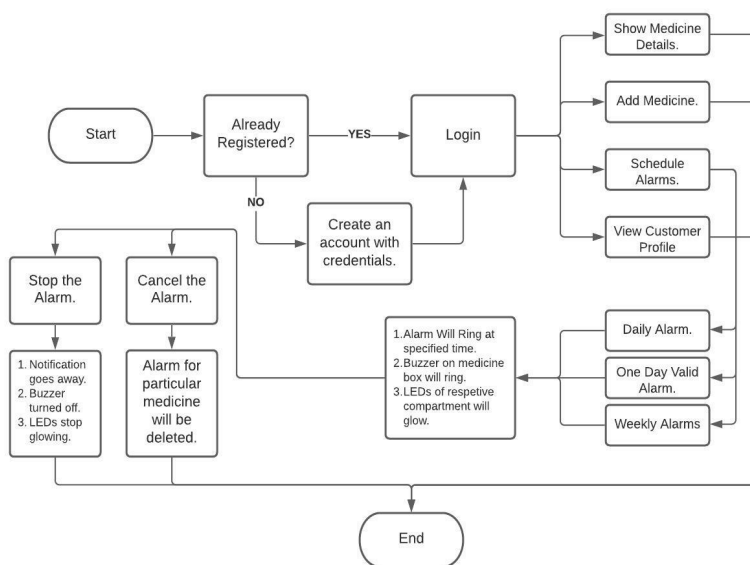 Show Medicine
Details.
Start
Already
Registered?
YES
Login
Add Medicine.
Schedule
Alarms.
NO
Create an
account with
credentials.
View Customer
Profile
Stop the
Alarm.
Cancel the
Alarm.
1. Notification
goes away.
2. Buzzer
turned off.
3. LEDs stop
glowing.
Alarm for
particular
medicine
will be
deleted.
1.Alarm Will Ring at
specified time.
2.Buzzer on medicine
box will ring.
3.LEDs of respetive
compartment will
glow.
Daily Alarm.
One Day Valid
Alarm.
Weekly Alarms
End